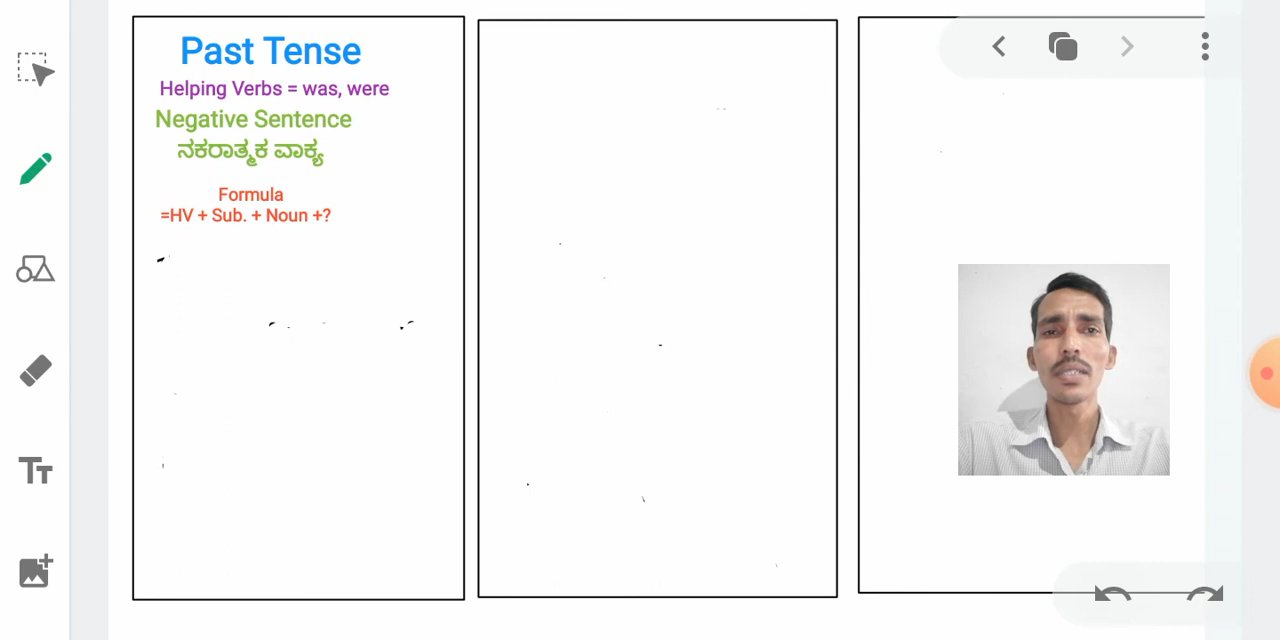 Past Tense
Helping Verbs = was, were
Negative Sentence
ನಕರಾತ್ಮಕ ವಾಕ್ಯ
Formula
=HV + Sub. + Noun +?